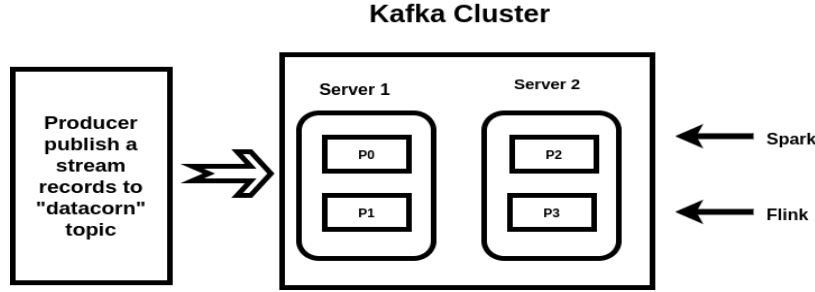 Kafka Cluster
Producer
publish a
stream
records to
"datacorn"
topic
Server 1
P0
P1
Server 2
P2
P3
Spark
Flink